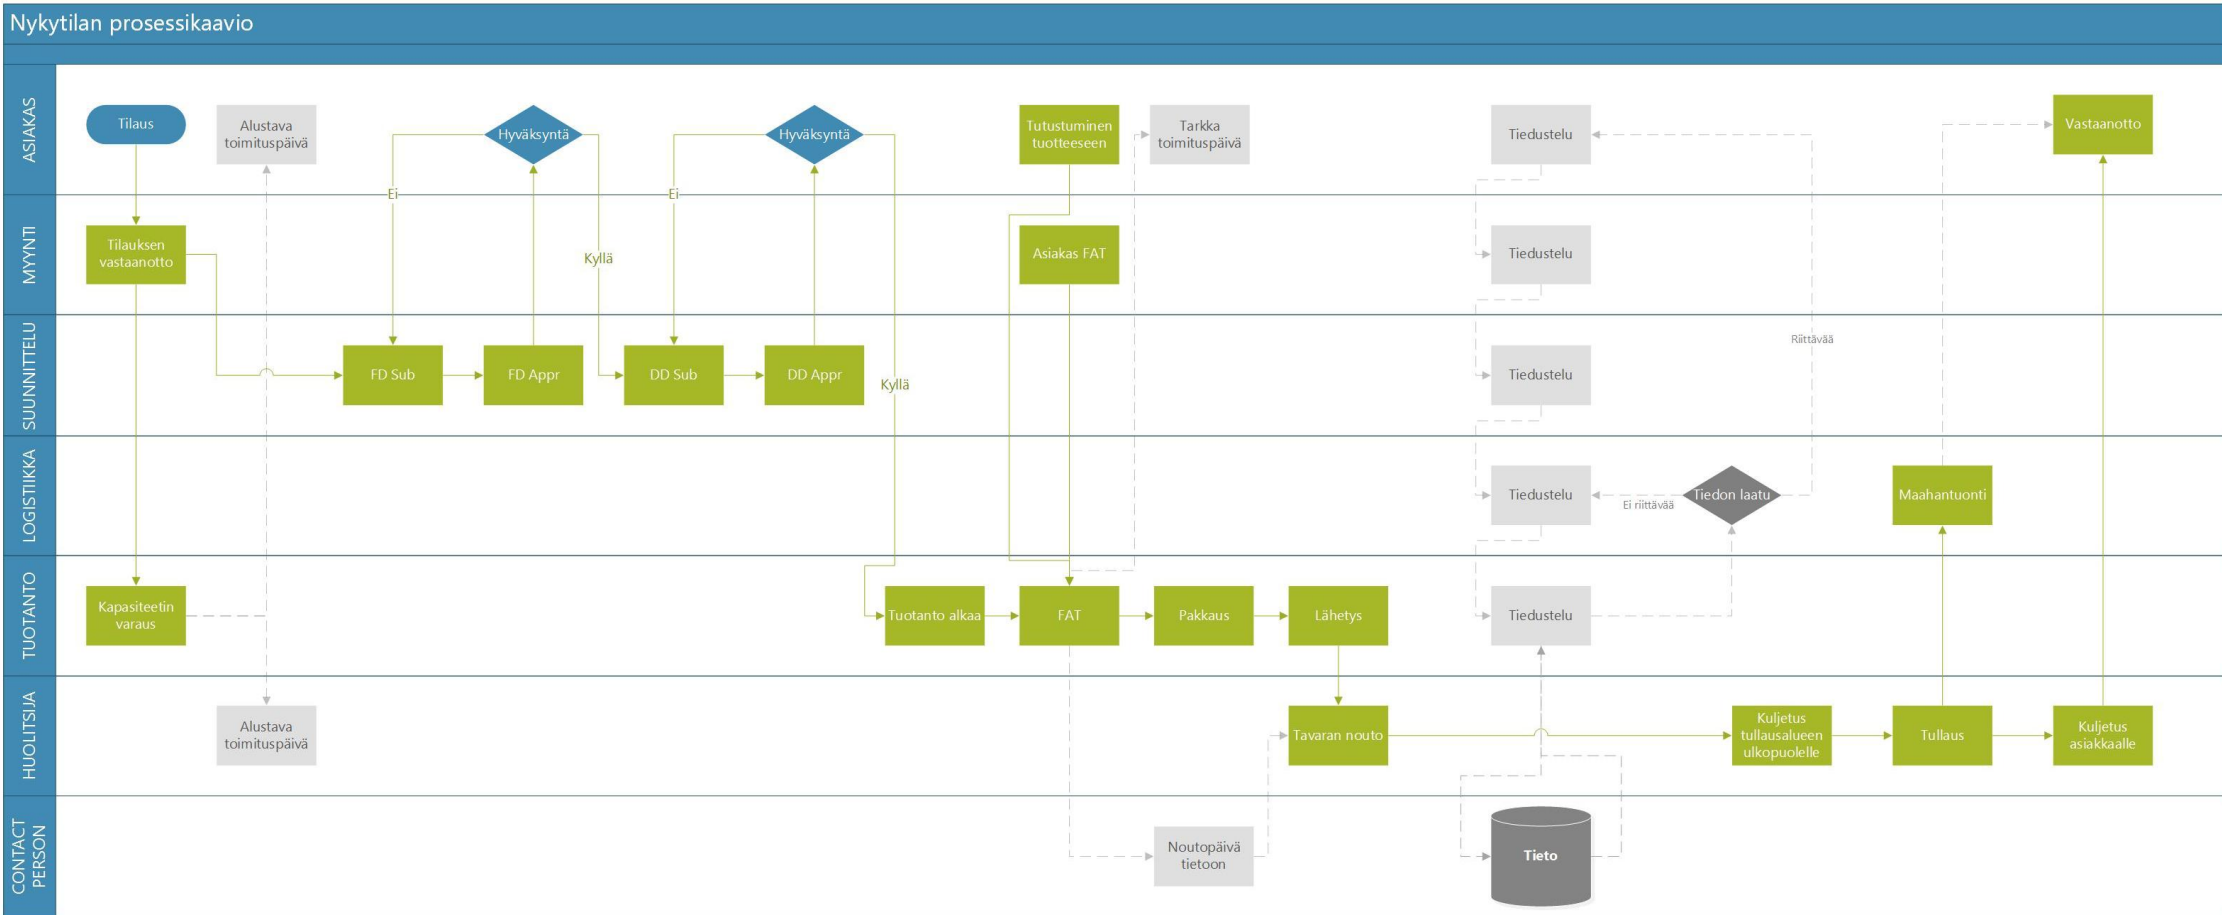 Nykytilan prosessikaavio
ASIAKAS
Tilaus
Alustava
toimituspäivä
Hyväksyntä
Hyväksyntä
Tutustuminen
tuotteeseen
Tarkka
toimituspäivä
Tiedustelu
Vastaanotto
Ei
Ei
MYYNTI
Tilauksen
vastaanotto
Kyllä
Asiakas FAT
Tiedustelu
SUUNNITTELU
FD Sub
FD Appr
DD Sub
DD Appr
Kyllä
Tiedustelu
Riittävää
LOGISTIIKKA
Tiedustelu
Ei riittävää
Tiedon laatu
Maahantuonti
TUOTANTO
Kapasiteetin
varaus
Tuotanto alkaa
FAT
Pakkaus
Lähetys
Tiedustelu
HUOLITSIJA
Alustava
toimituspäivä
Tavaran nouto
Kuljetus
tullausalueen
ulkopuolelle
Tullaus
Kuljetus
asiakkaalle
CONTACT
PERSON
Noutopäivä
tietoon
Tieto